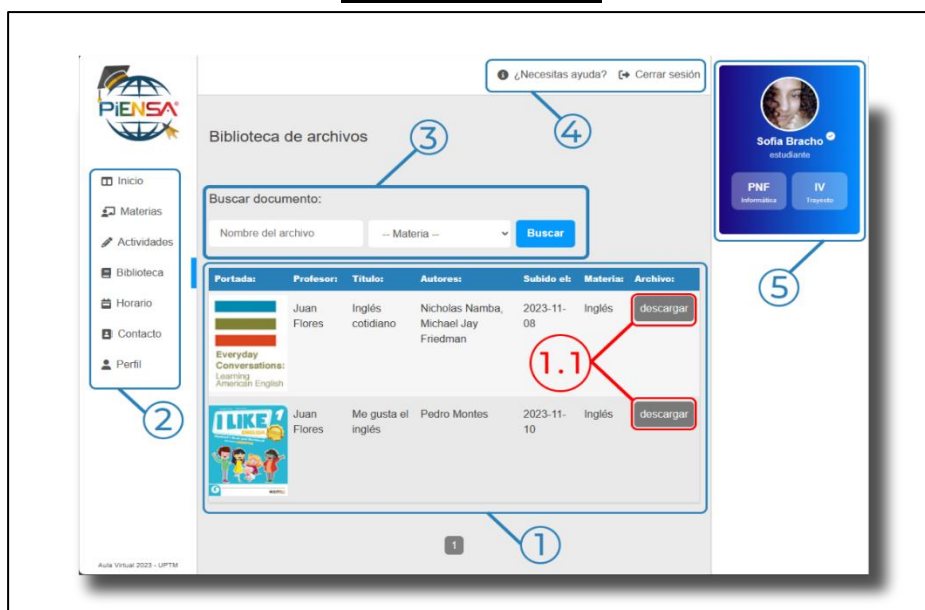 PiENSA
¿Necesitas ayuda? Cerrar sesión
Sofia Bracho
estudiante
PNF
Informática
IV
Trayecto
Inicio
Materias
Actividades
Biblioteca
Horario
Contacto
Perfil
Biblioteca de archivos
Buscar documento:
Nombre del archivo -- Materia -- Buscar
Portada: Profesor: Título: Autores: Subido el: Materia: Archivo:
Everyday
Conversations:
Learning
American English
Juan
Flores
Inglés
cotidiano
Nicholas Namba,
Michael Jay
Friedman
2023-11-
08
Inglés
descargar
I LIKE 1
Juan
Flores
Me gusta el
inglés
Pedro Montes
2023-11-
10
Inglés
descargar
1
Aula Virtual 2023 - UPTM
1
1.1
2
3
4
5